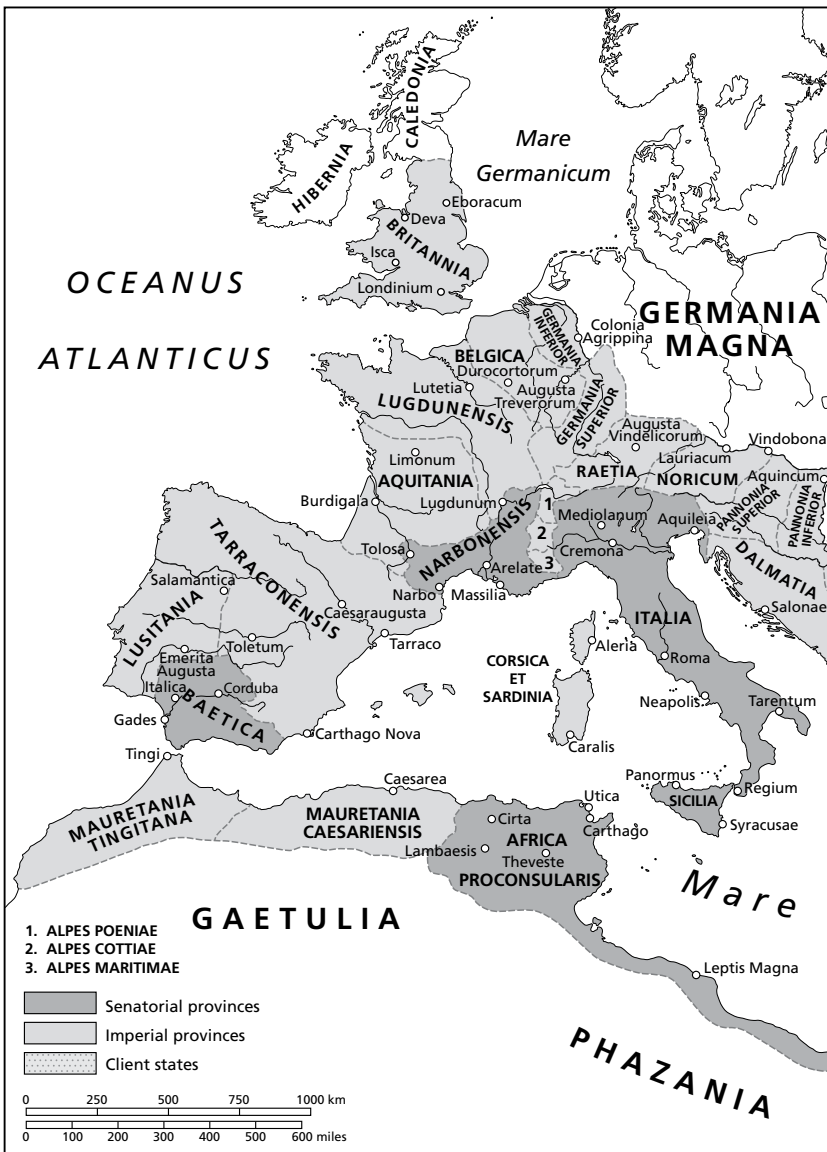 CALEDONIA
HIBERNIA
Mare
Germanicum
Eboracum
Deva
BRITANNIA
Isca
Londinium
OCEANUS
ATLANTICUS
GERMANIA
MAGNA
GERMANIA
INFERIOR
Colonia
Agrippina
BELGICA
Durocortorum
Lutetia
Augusta
Treverorum
LUGDUNENSIS
GERMANIA
SUPERIOR
Augusta
Vindelicorum
Vindobona
Lauriacum
Limonum
AQUITANIA
RAETIA
NORICUM
Aquincum
PANNONIA
SUPERIOR
PANNONIA
INFERIOR
Burdigala
Lugdunum
1
Mediolanum
Aquileia
2
Cremona
3
NARBONENSIS
Tolosa
Arelate
Narbo
Massilia
DALMATIA
Salonae
TARRACONENSIS
Salamantica
Caesaraugusta
LUSITANIA
Toletum
Tarraco
Emerita
Augusta
Italica
Corduba
BAETICA
Gades
Carthago Nova
Tingi
ITALIA
Aleria
Roma
CORSICA
ET
SARDINIA
Neapolis
Tarentum
Caralis
Caesarea
Panormus
Regium
SICILIA
Syracusae
Utica
Carthago
MAURETANIA
TINGITANA
MAURETANIA
CAESARIENSIS
Cirta
AFRICA
Lambaesis
Theveste
PROCONSULARIS
Mare
GAETULIA
Leptis Magna
PHAZANIA
1. ALPES POENIAE
2. ALPES COTTIAE
3. ALPES MARITIMAE
Senatorial provinces
Imperial provinces
Client states
0 250 500 750 1000 km
0 100 200 300 400 500 600 miles